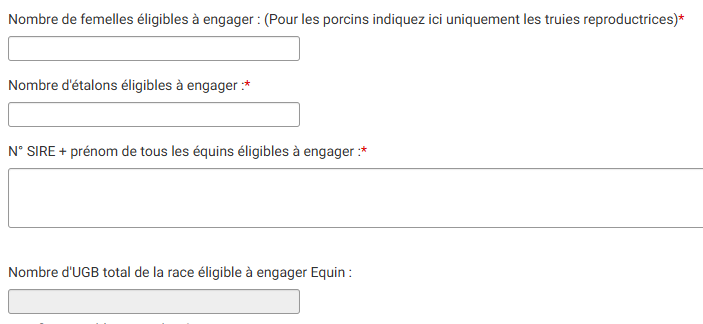 Nombre de femelles éligibles à engager : (Pour les porcins indiquez ici uniquement les truies reproductrices)*
Nombre d'étalons éligibles à engager :*
N° SIRE + prénom de tous les équins éligibles à engager :*
Nombre d'UGB total de la race éligible à engager Equin :